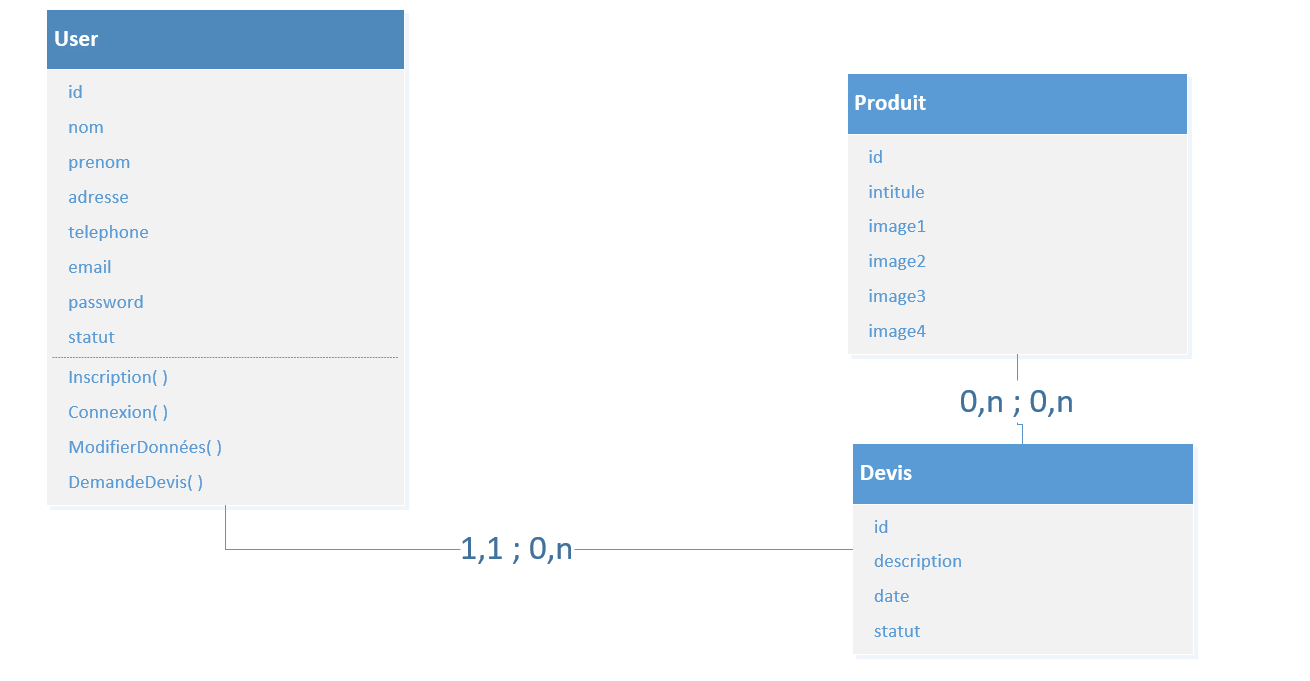 User
id
nom
prenom
adresse
telephone
email
password
statut
Inscription( )
Connexion( )
ModifierDonnées( )
DemandeDevis( )
Produit
id
intitule
image1
image2
image3
image4
0,n ; 0,n
Devis
id
description
date
statut
1,1 ; 0,n